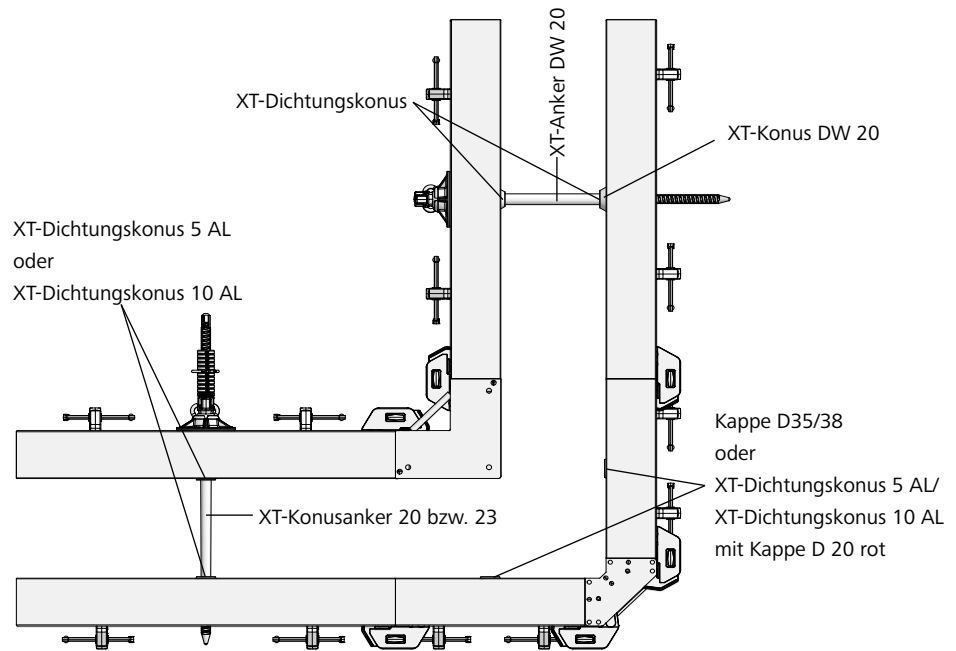 XT-Dichtungskonus
XT-Anker DW 20
XT-Konus DW 20
XT-Dichtungskonus 5 AL
oder
XT-Dichtungskonus 10 AL
Kappe D35/38
oder
XT-Dichtungskonus 5 AL/
XT-Dichtungskonus 10 AL
mit Kappe D 20 rot
XT-Konusanker 20 bzw. 23